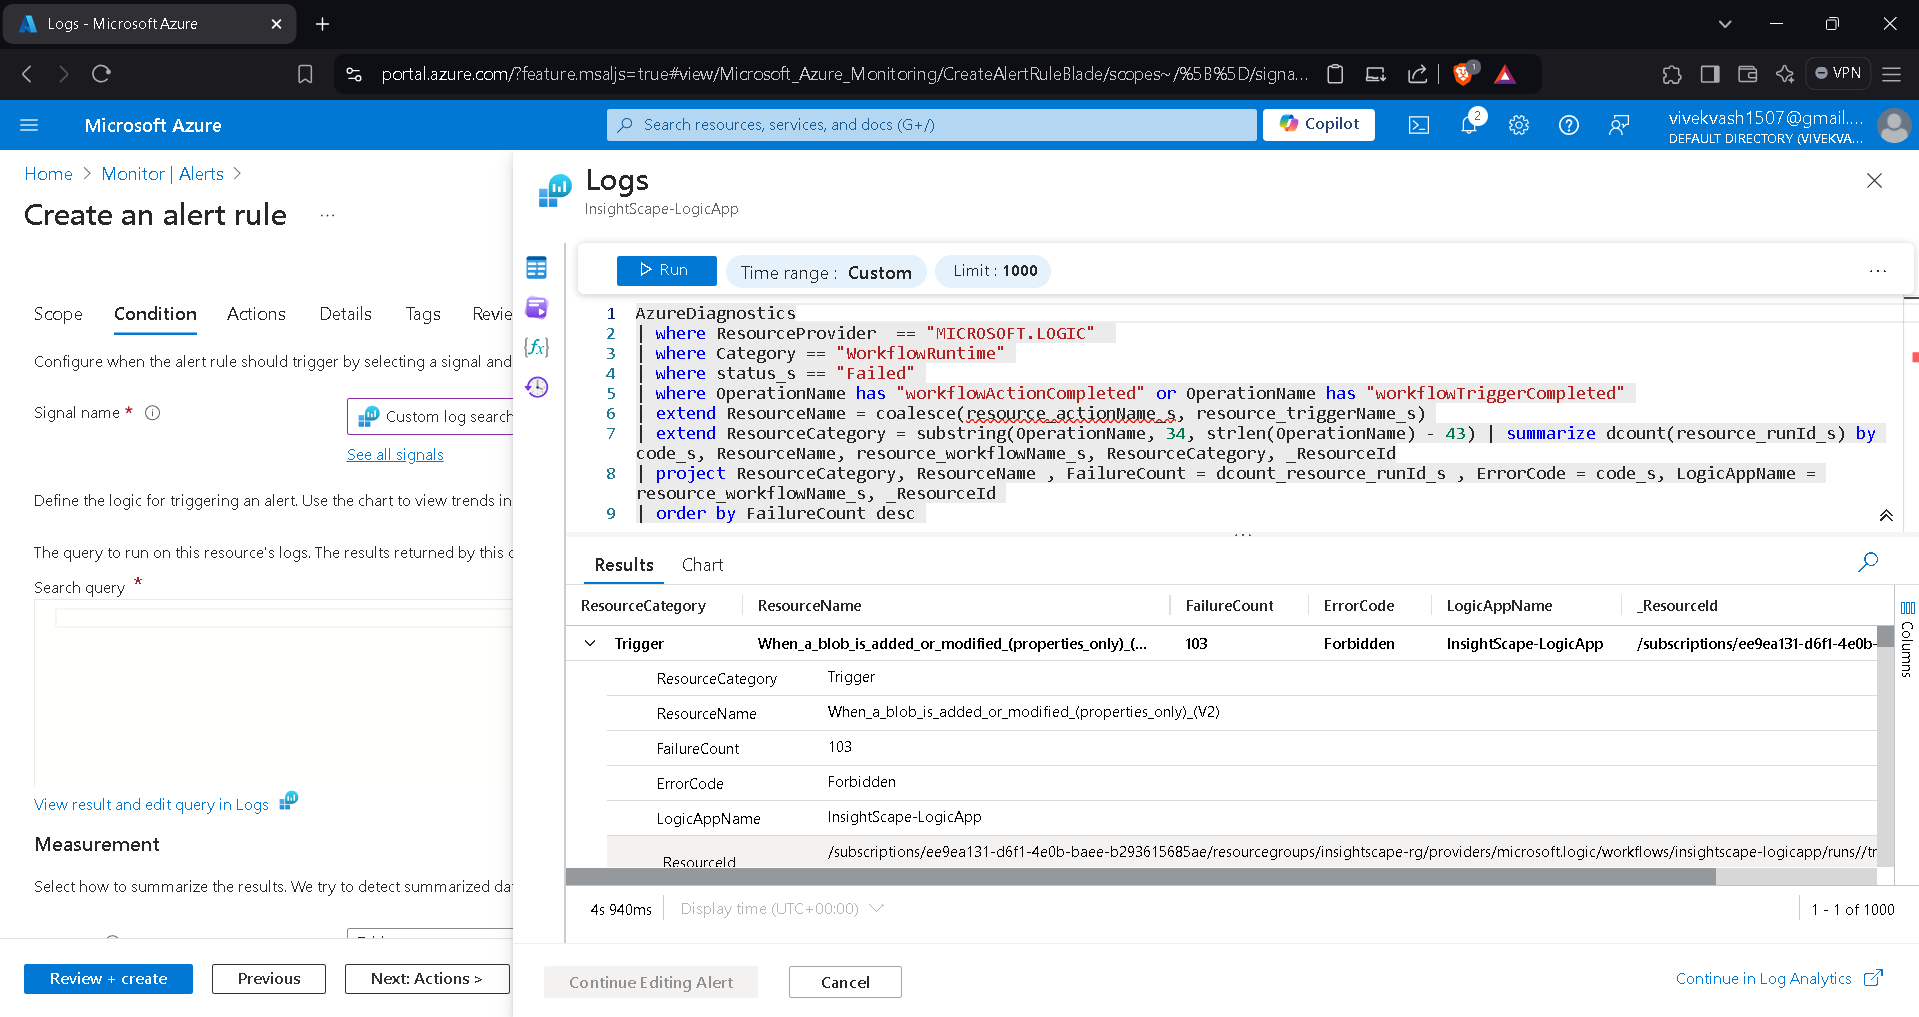 Logs - Microsoft Azure
portal.azure.com/?feature.msaljs=true#view/Microsoft_Azure_Monitoring/CreateAlertRuleBlade/scopes~/%5B%5D/signa...
1
VPN
Microsoft Azure
Search resources, services, and docs (G+/)
Copilot
2
vivekvash1507@gmail....
DEFAULT DIRECTORY (VIVEKVA...
Home > Monitor | Alerts >
Create an alert rule ...
Scope Condition Actions Details Tags Revie
Configure when the alert rule should trigger by selecting a signal and
Signal name *
Custom log search
See all signals
Define the logic for triggering an alert. Use the chart to view trends in
The query to run on this resource's logs. The results returned by this
Search query *
View result and edit query in Logs
Measurement
Select how to summarize the results. We try to detect summarized da
Review + create
Previous
Next: Actions >
Logs
InsightScape-LogicApp
Run
Time range : Custom
Limit : 1000
...
1 AzureDiagnostics
2 | where ResourceProvider == "MICROSOFT.LOGIC"
3 | where Category == "WorkflowRuntime"
4 | where status_s == "Failed"
5 | where OperationName has "workflowActionCompleted" or OperationName has "workflowTriggerCompleted"
6 | extend ResourceName = coalesce(resource_actionName_s, resource_triggerName_s)
7 | extend ResourceCategory = substring(OperationName, 34, strlen(OperationName) - 43) | summarize dcount(resource_runId_s) by
code_s, ResourceName, resource_workflowName_s, ResourceCategory, _ResourceId
8 | project ResourceCategory, ResourceName , FailureCount = dcount_resource_runId_s , ErrorCode = code_s, LogicAppName =
resource_workflowName_s, _ResourceId
9 | order by FailureCount desc
Results Chart
ResourceCategory ResourceName FailureCount ErrorCode LogicAppName _ResourceId
Trigger When_a_blob_is_added_or_modified_(properties_only)_(... 103 Forbidden InsightScape-LogicApp /subscriptions/ee9ea131-d6f1-4e0b-
Columns
ResourceCategory Trigger
ResourceName When_a_blob_is_added_or_modified_(properties_only)_(V2)
FailureCount 103
ErrorCode Forbidden
LogicAppName InsightScape-LogicApp
_ResourceId /subscriptions/ee9ea131-d6f1-4e0b-baee-b293615685ae/resourcegroups/insightscape-rg/providers/microsoft.logic/workflows/insightscape-logicapp/runs//tr
4s 940ms
Display time (UTC+00:00)
1 - 1 of 1000
Continue Editing Alert
Cancel
Continue in Log Analytics